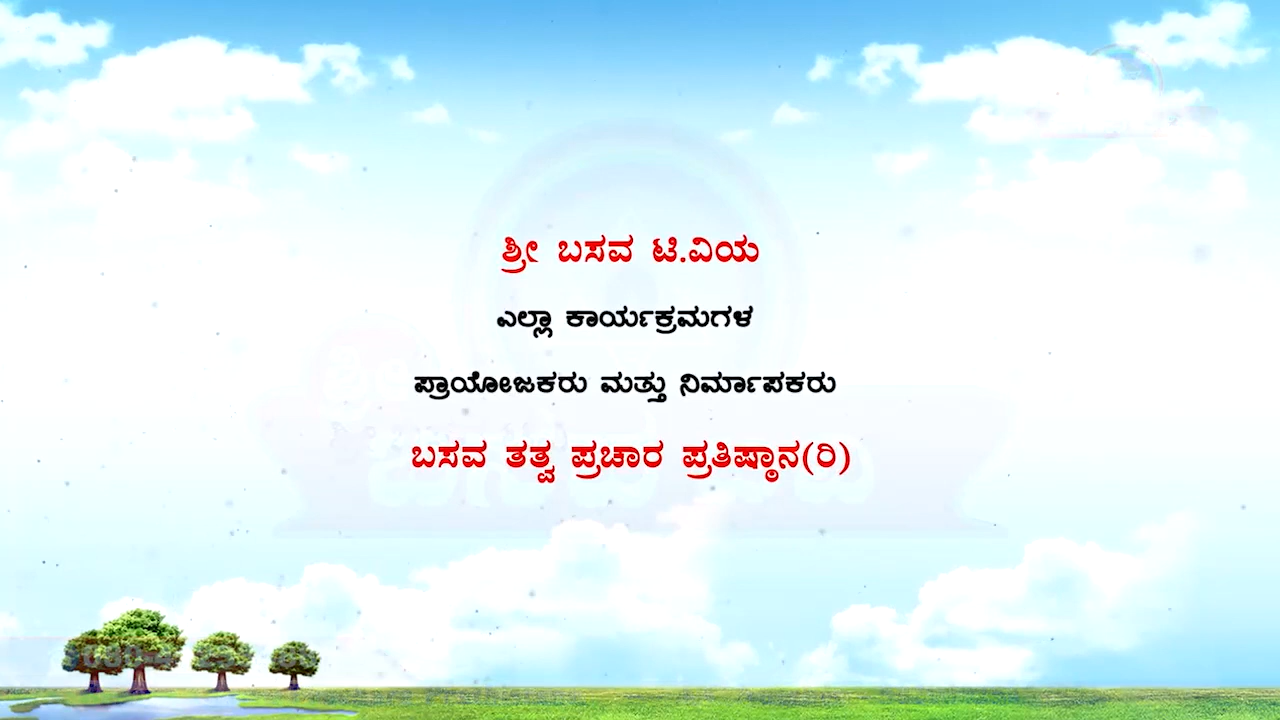 ಶ್ರೀ ಬಸವ ಟಿ.ವಿಯ
ಎಲ್ಲಾ ಕಾರ್ಯಕ್ರಮಗಳ
ಪ್ರಾಯೋಜಕರು ಮತ್ತು ನಿರ್ಮಾಪಕರು
ಬಸವ ತತ್ವ ಪ್ರಚಾರ ಪ್ರತಿಷ್ಠಾನ(ರಿ)